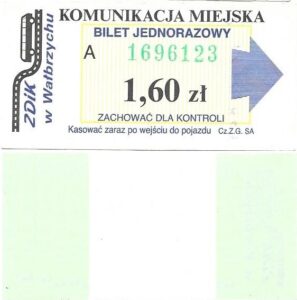 KOMUNIKACJA MIEJSKA
BILET JEDNORAZOWY
A 1696123
1,60 zł
ZACHOWAĆ DLA KONTROLI
Kasować zaraz po wejściu do pojazdu Cz.Z.G. SA
ZDiK
w Wałbrzychu